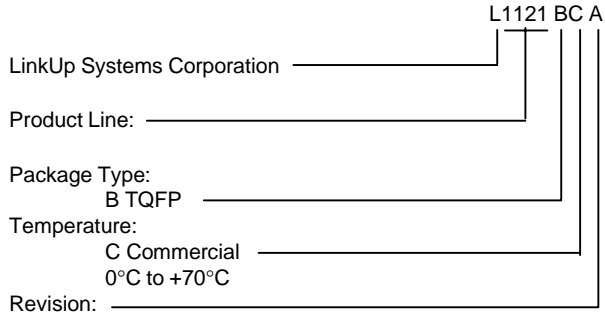 L1121 BC A
LinkUp Systems Corporation
Product Line:
Package Type:
B TQFP
Temperature:
C Commercial
0°C to +70°C
Revision: